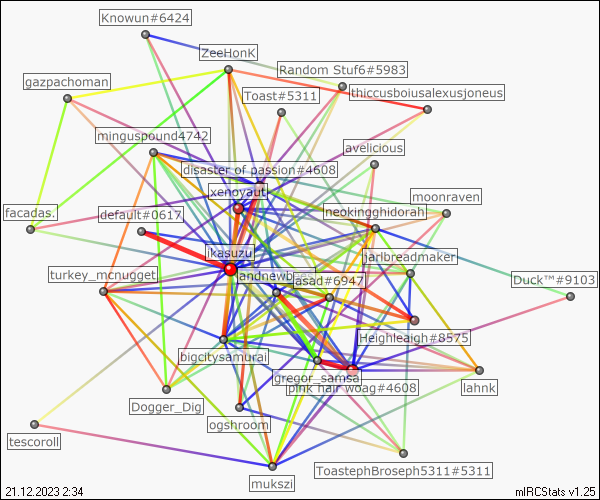 Knowun#6424
ZeeHonK
Random Stuf6#5983
gazpachoman
thiccusboiusalexusjoneus
Toast#5311
minguspound4742
avelicious
disaster of passion#4608
xenoyaut
moonraven
facadas.
default#0617
neokingghidorah
ikasuzu
jarlbreadmaker
turkey_mcnugget
landnewbees
asad#6947
Duck™#9103
Heighleaigh#8575
bigcitysamurai
gregor_samsa
pink hair woag#4608
lahnk
Dogger_Dig
ogshroom
tescoroll
ToastephBroseph5311#5311
mukszi
21.12.2023 2:34
mIRCStats v1.25